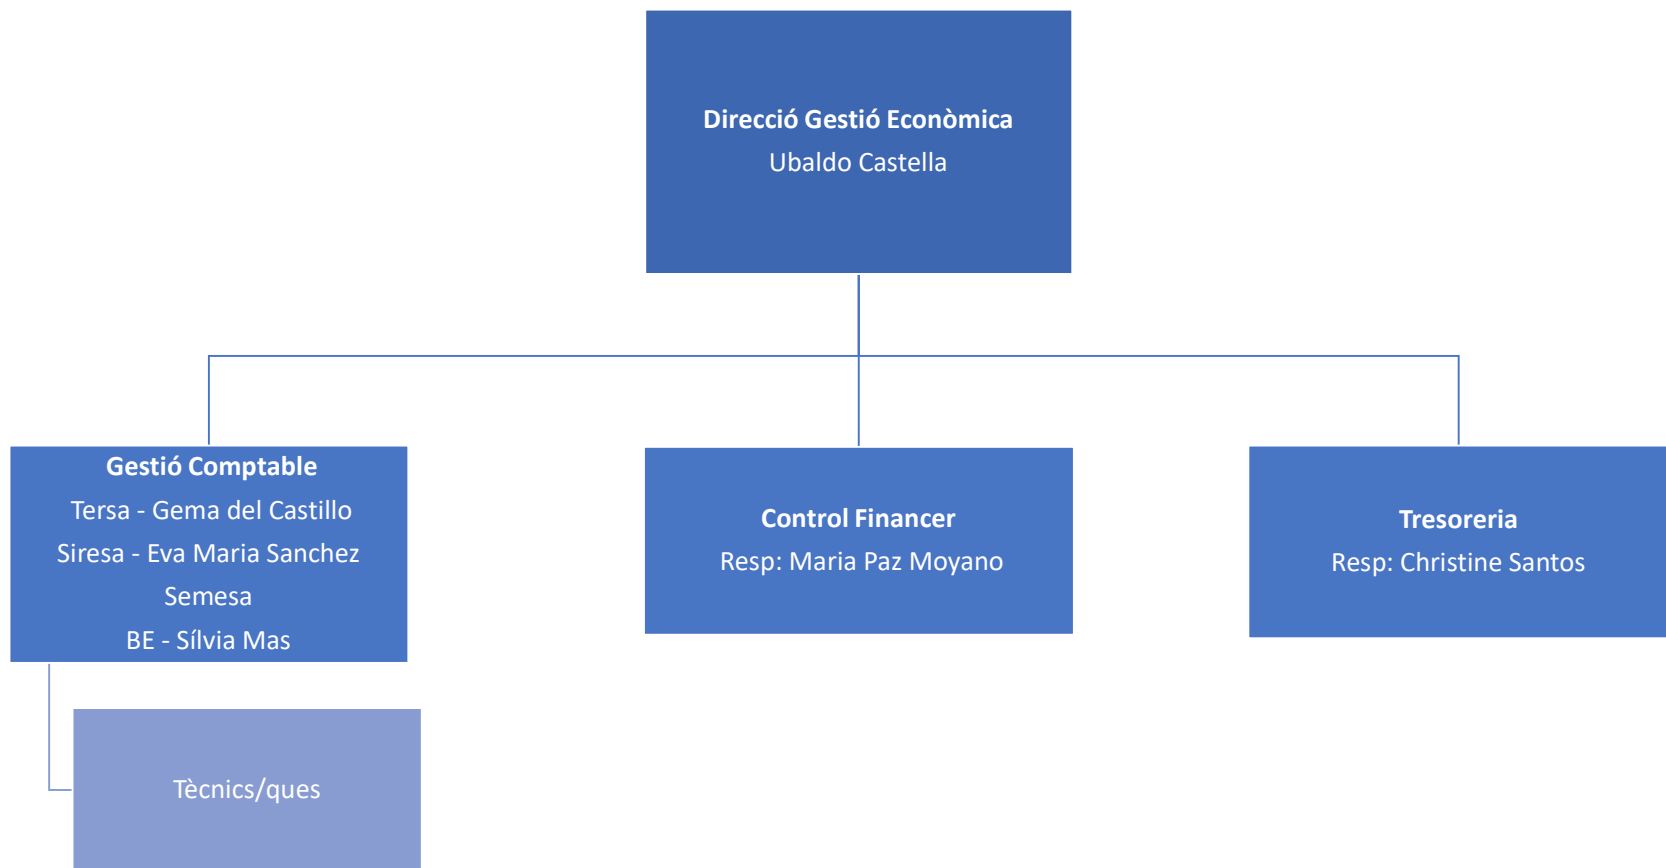 Direcció Gestió Econòmica
Ubaldo Castella
Gestió Comptable
Tersa - Gema del Castillo
Siresa - Eva Maria Sanchez
Semesa
BE - Sílvia Mas
Control Financer
Resp: Maria Paz Moyano
Tresoreria
Resp: Christine Santos
Tècnics/ques